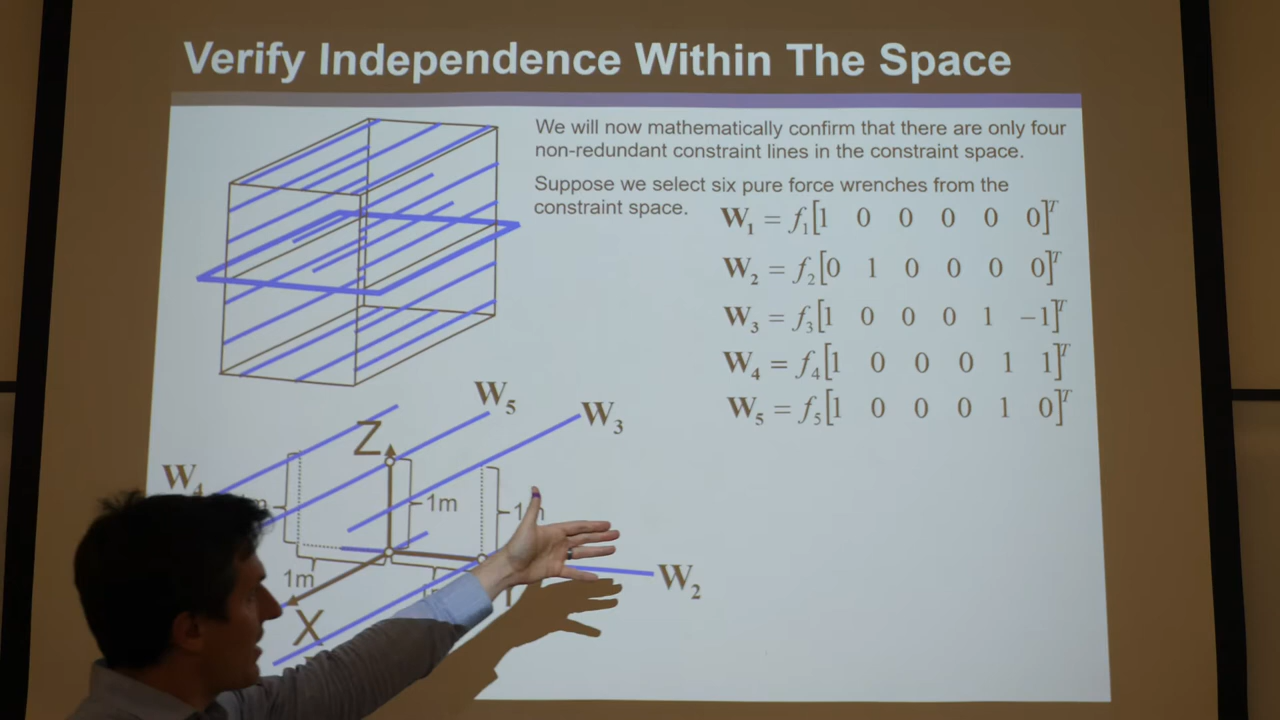 Verify Independence Within The Space
We will now mathematically confirm that there are only four
non-redundant constraint lines in the constraint space.
Suppose we select six pure force wrenches from the
constraint space.
W₁ = f₁[1 0 0 0 0 0]ᵀ
W₂ = f₂[0 1 0 0 0 0]ᵀ
W₃ = f₃[1 0 0 0 1 −1]ᵀ
W₄ = f₄[1 0 0 0 1 1]ᵀ
W₅ = f₅[1 0 0 0 1 0]ᵀ
W₅
W₃
Z
W₄
1m
1m
X
W₂